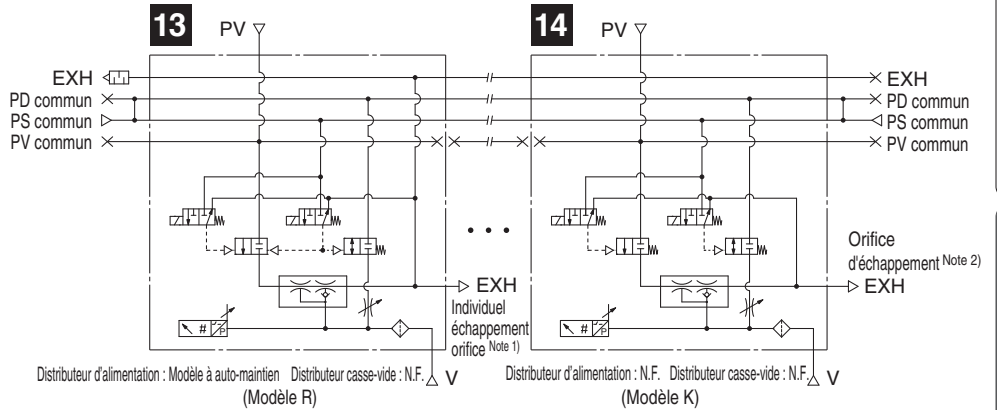 13 PV
14 PV
EXH
PD commun
PS commun
PV commun
EXH
PD commun
PS commun
PV commun
• • •
EXH
Individuel
échappement
orifice Note 1)
Orifice
d'échappement Note 2)
EXH
# P
# P
V
V
Distributeur d'alimentation : Modèle à auto-maintien Distributeur casse-vide : N.F.
(Modèle R)
Distributeur d'alimentation : N.F. Distributeur casse-vide : N.F.
(Modèle K)